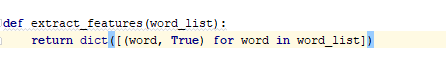 def extract_features(word_list):
    return dict([(word, True) for word in word_list])